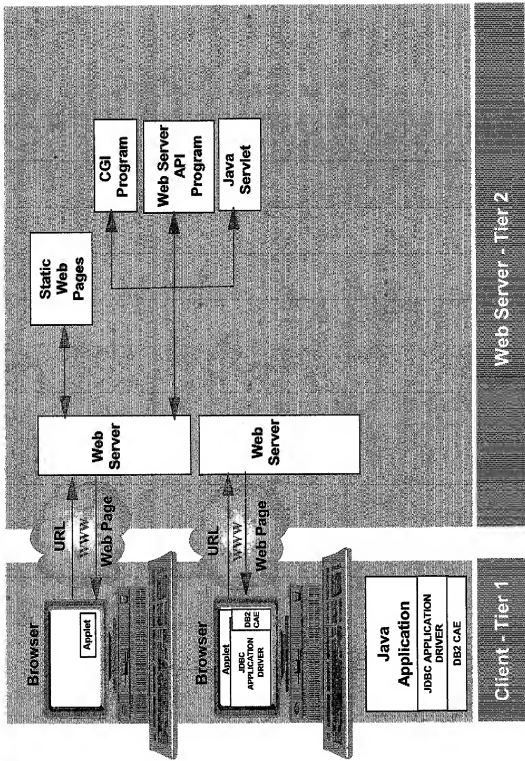 Browser
Applet
URL
WWW
Web Page
Web
Server
Static
Web
Pages
CGI
Program
Web Server
API
Program
Java
Servlet
Browser
Applet
JDBC
APPLICATION
DRIVER
DB2
CAE
URL
WWW
Web Page
Web
Server
Java
Application
JDBC APPLICATION
DRIVER
DB2 CAE
Client - Tier 1
Web Server - Tier 2